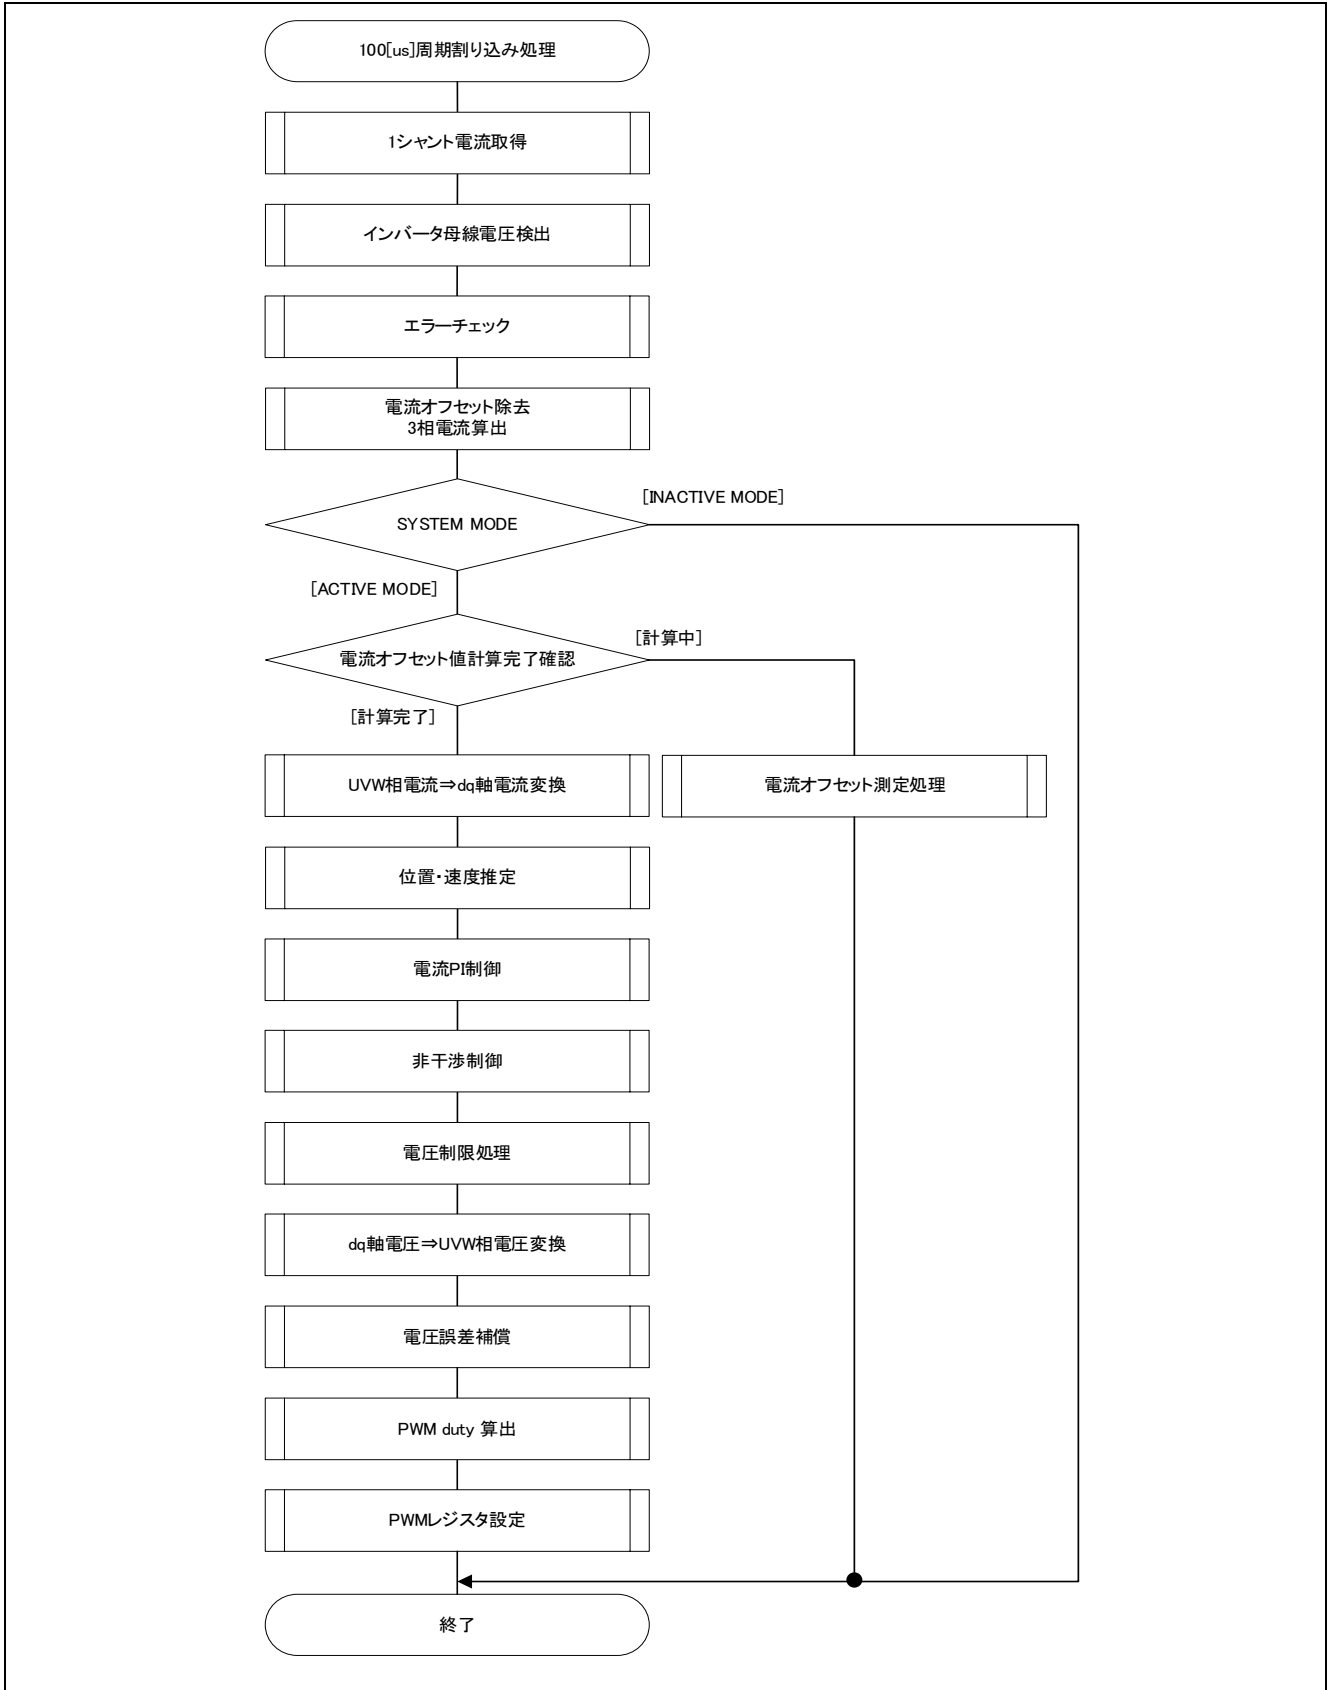 100[us]周期割り込み処理
1シャント電流取得
インバータ母線電圧検出
エラーチェック
電流オフセット除去
3相電流算出
[INACTIVE MODE]
SYSTEM MODE
[ACTIVE MODE]
[計算中]
電流オフセット値計算完了確認
[計算完了]
UVW相電流⇒dq軸電流変換
電流オフセット測定処理
位置・速度推定
電流PI制御
非干渉制御
電圧制限処理
dq軸電圧⇒UVW相電圧変換
電圧誤差補償
PWM duty 算出
PWMレジスタ設定
終了